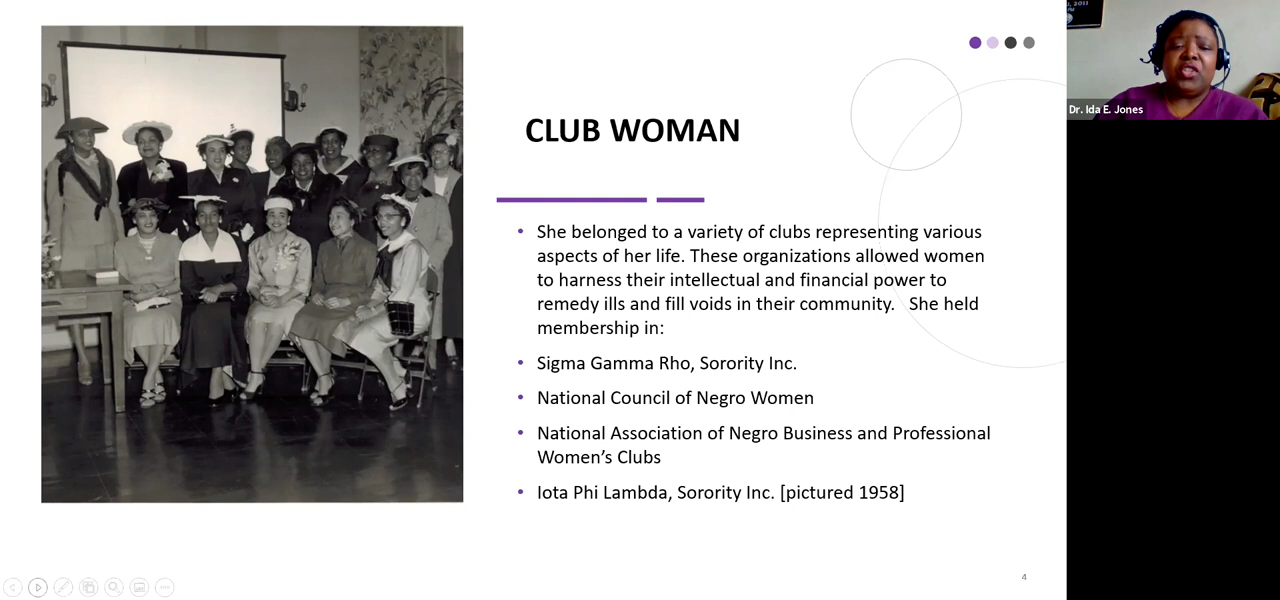 CLUB WOMAN
• She belonged to a variety of clubs representing various
aspects of her life. These organizations allowed women
to harness their intellectual and financial power to
remedy ills and fill voids in their community.   She held
membership in:
• Sigma Gamma Rho, Sorority Inc.
• National Council of Negro Women
• National Association of Negro Business and Professional
Women’s Clubs
• Iota Phi Lambda, Sorority Inc. [pictured 1958]
4
2011
Dr. Ida E. Jones